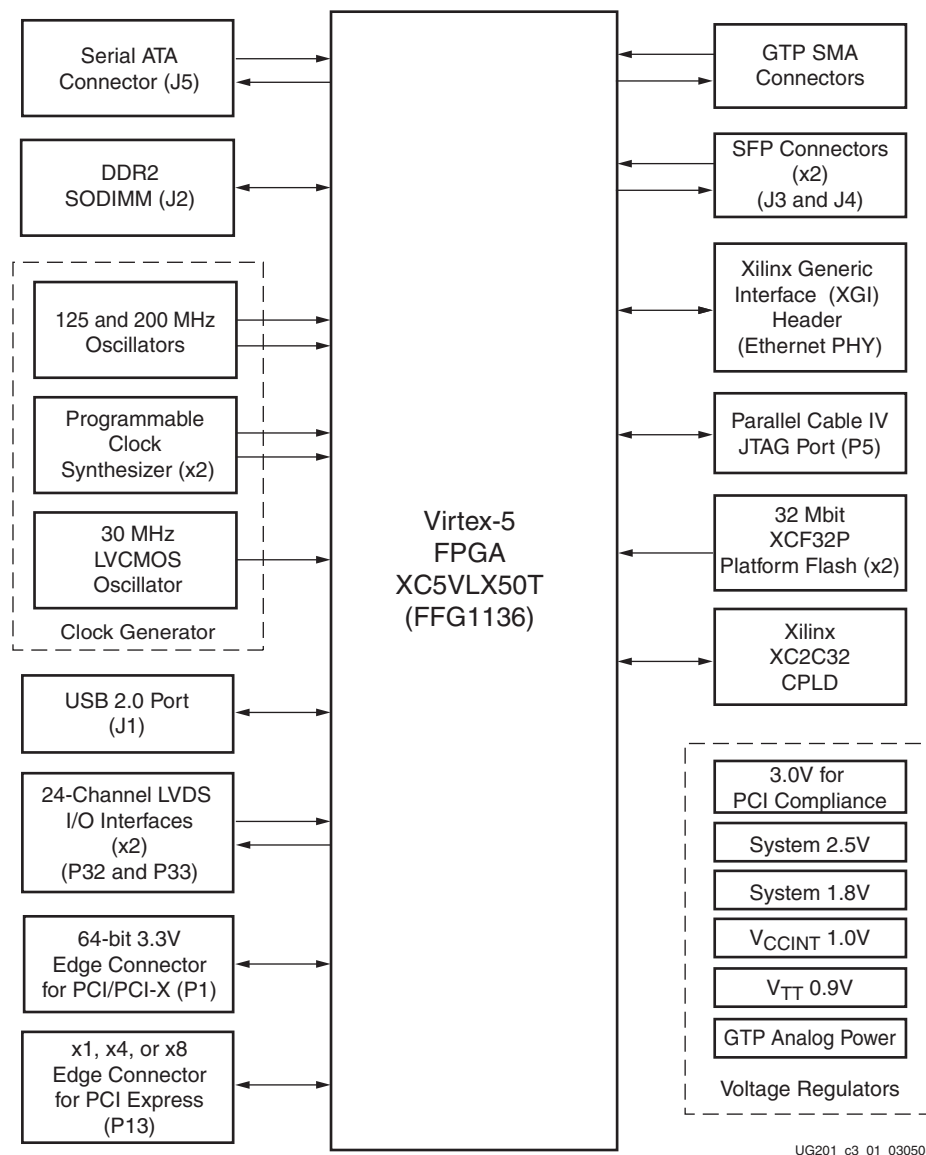 Serial ATA
Connector (J5)
DDR2
SODIMM (J2)
125 and 200 MHz
Oscillators
Programmable
Clock
Synthesizer (x2)
30 MHz
LVCMOS
Oscillator
Clock Generator
USB 2.0 Port
(J1)
24-Channel LVDS
I/O Interfaces
(x2)
(P32 and P33)
64-bit 3.3V
Edge Connector
for PCI/PCI-X (P1)
x1, x4, or x8
Edge Connector
for PCI Express
(P13)
Virtex-5
FPGA
XC5VLX50T
(FFG1136)
GTP SMA
Connectors
SFP Connectors
(x2)
(J3 and J4)
Xilinx Generic
Interface (XGI)
Header
(Ethernet PHY)
Parallel Cable IV
JTAG Port (P5)
32 Mbit
XCF32P
Platform Flash (x2)
Xilinx
XC2C32
CPLD
3.0V for
PCI Compliance
System 2.5V
System 1.8V
VCCINT 1.0V
VTT 0.9V
GTP Analog Power
Voltage Regulators
UG201_c3_01_03050